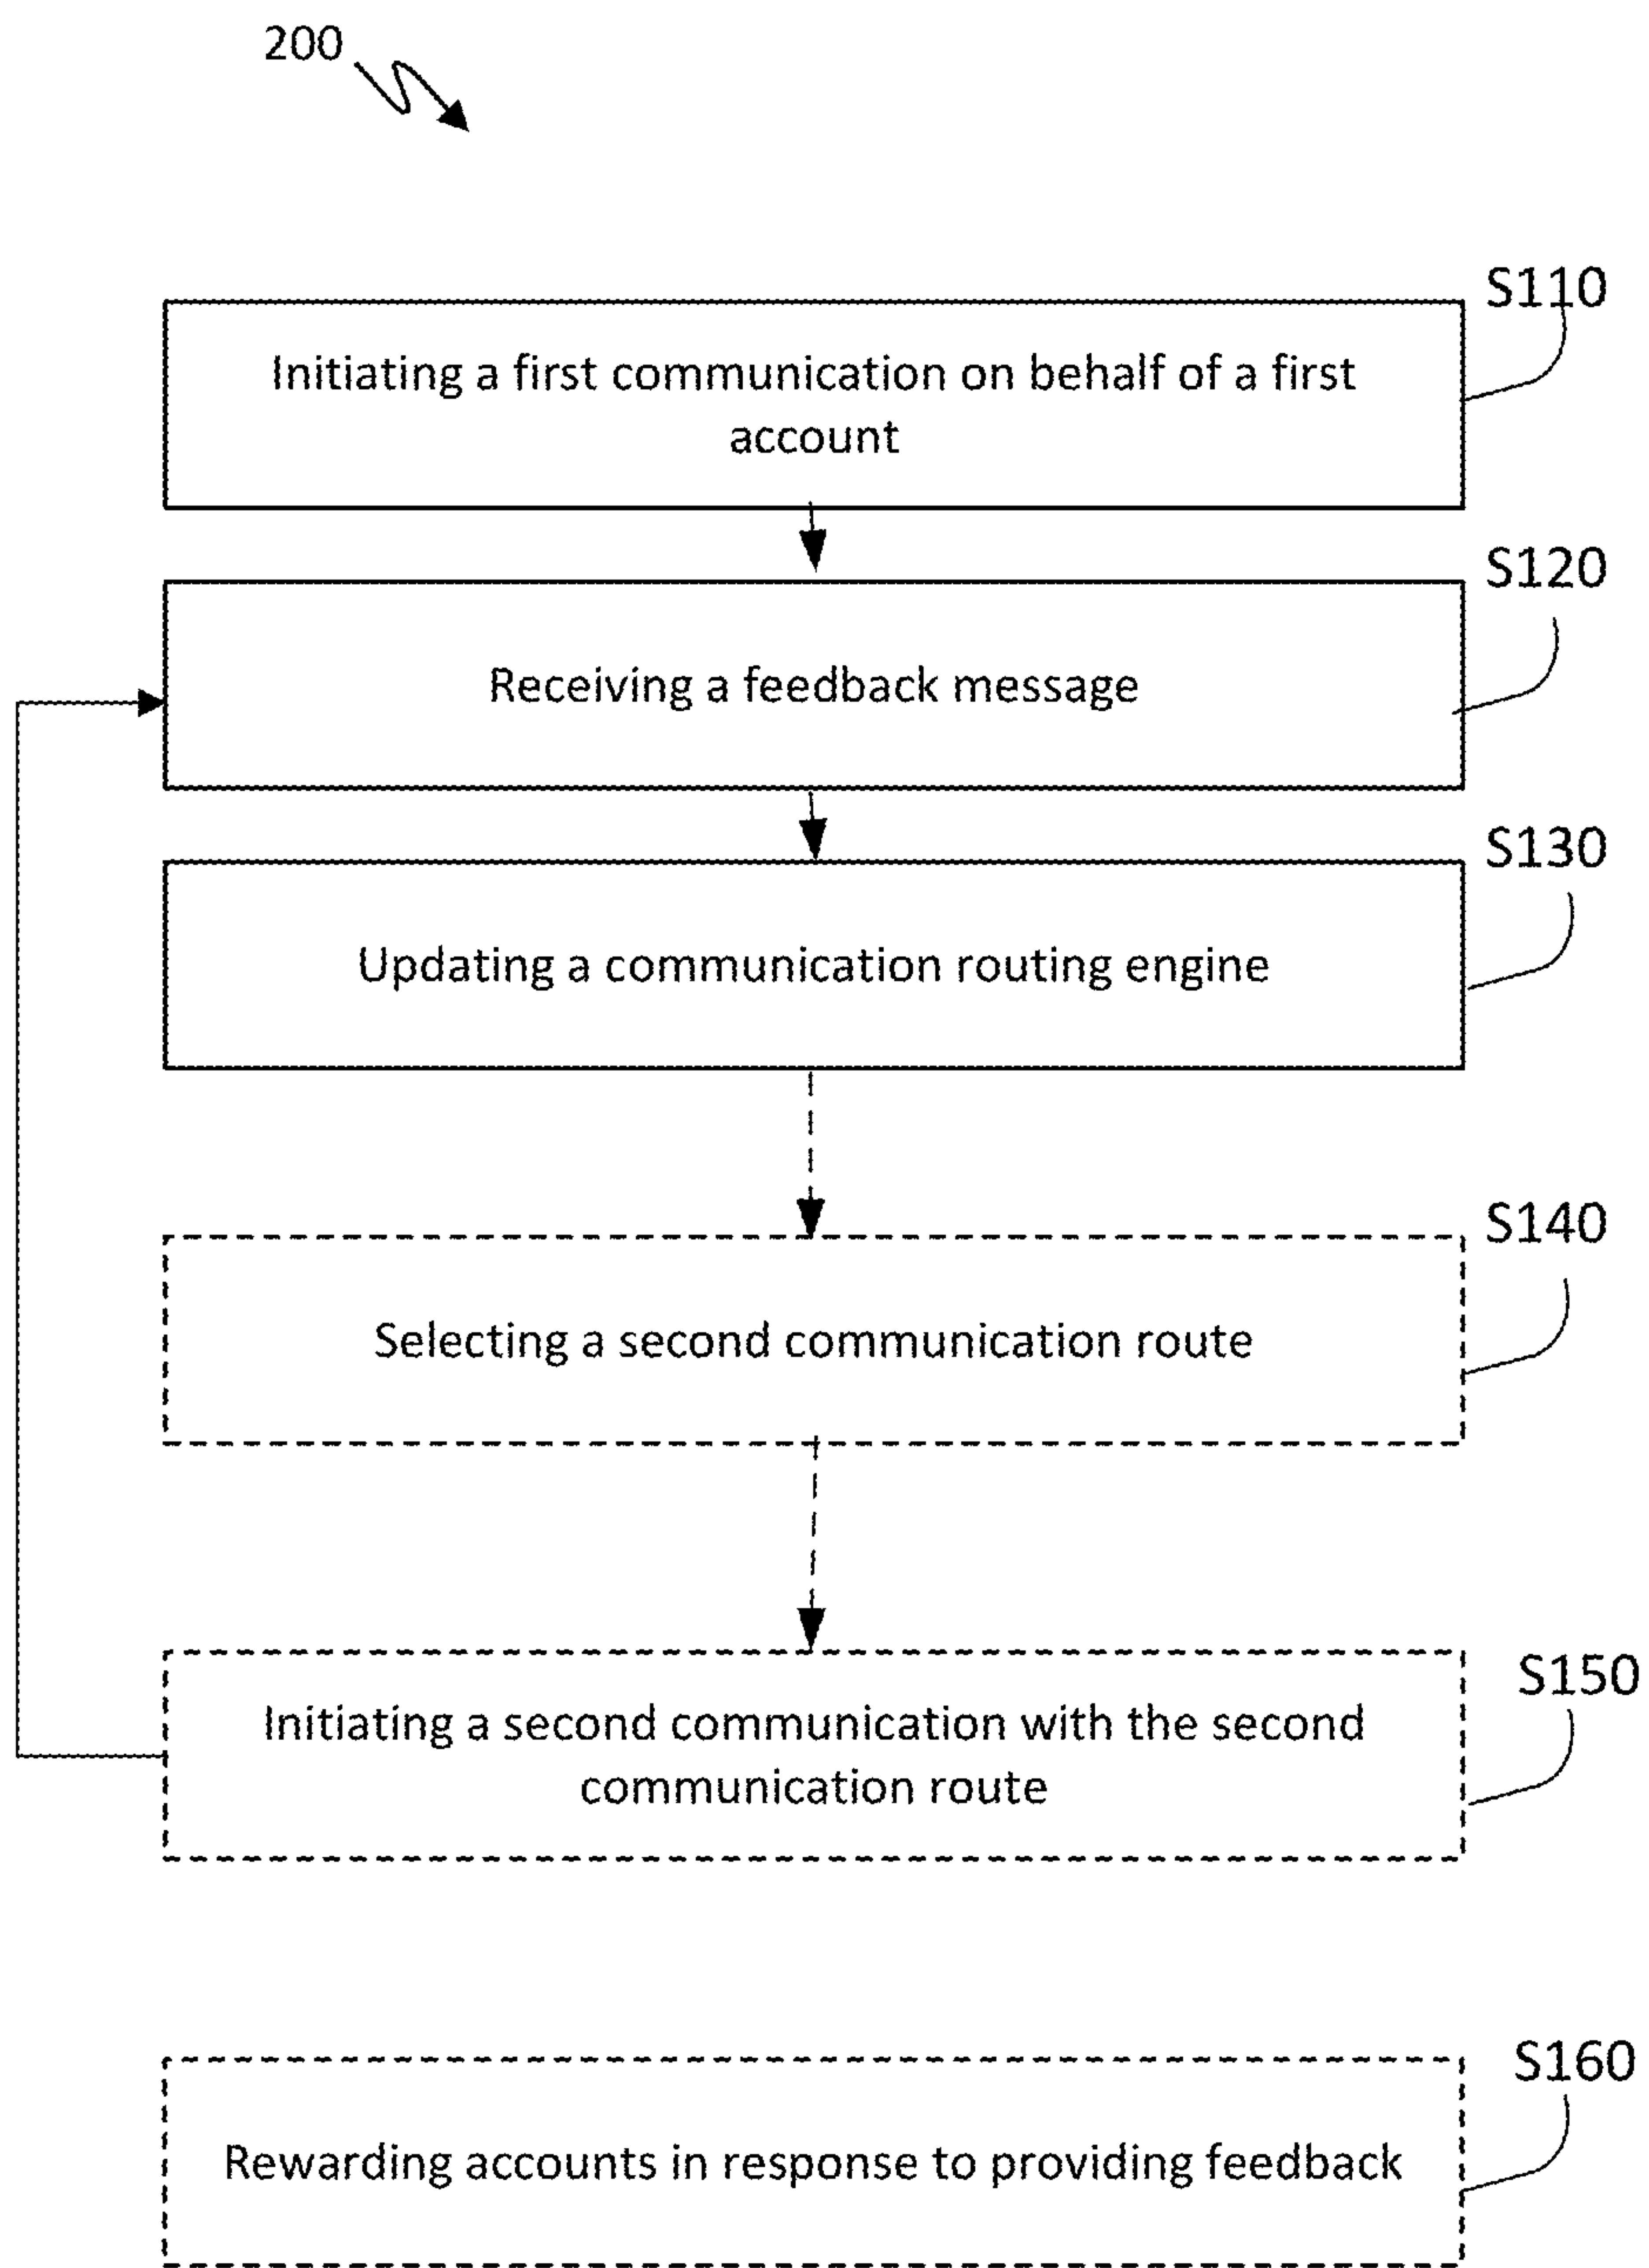 200
S110
Initiating a first communication on behalf of a first
account
S120
Receiving a feedback message
S130
Updating a communication routing engine
S140
Selecting a second communication route
S150
Initiating a second communication with the second
communication route
S160
Rewarding accounts in response to providing feedback